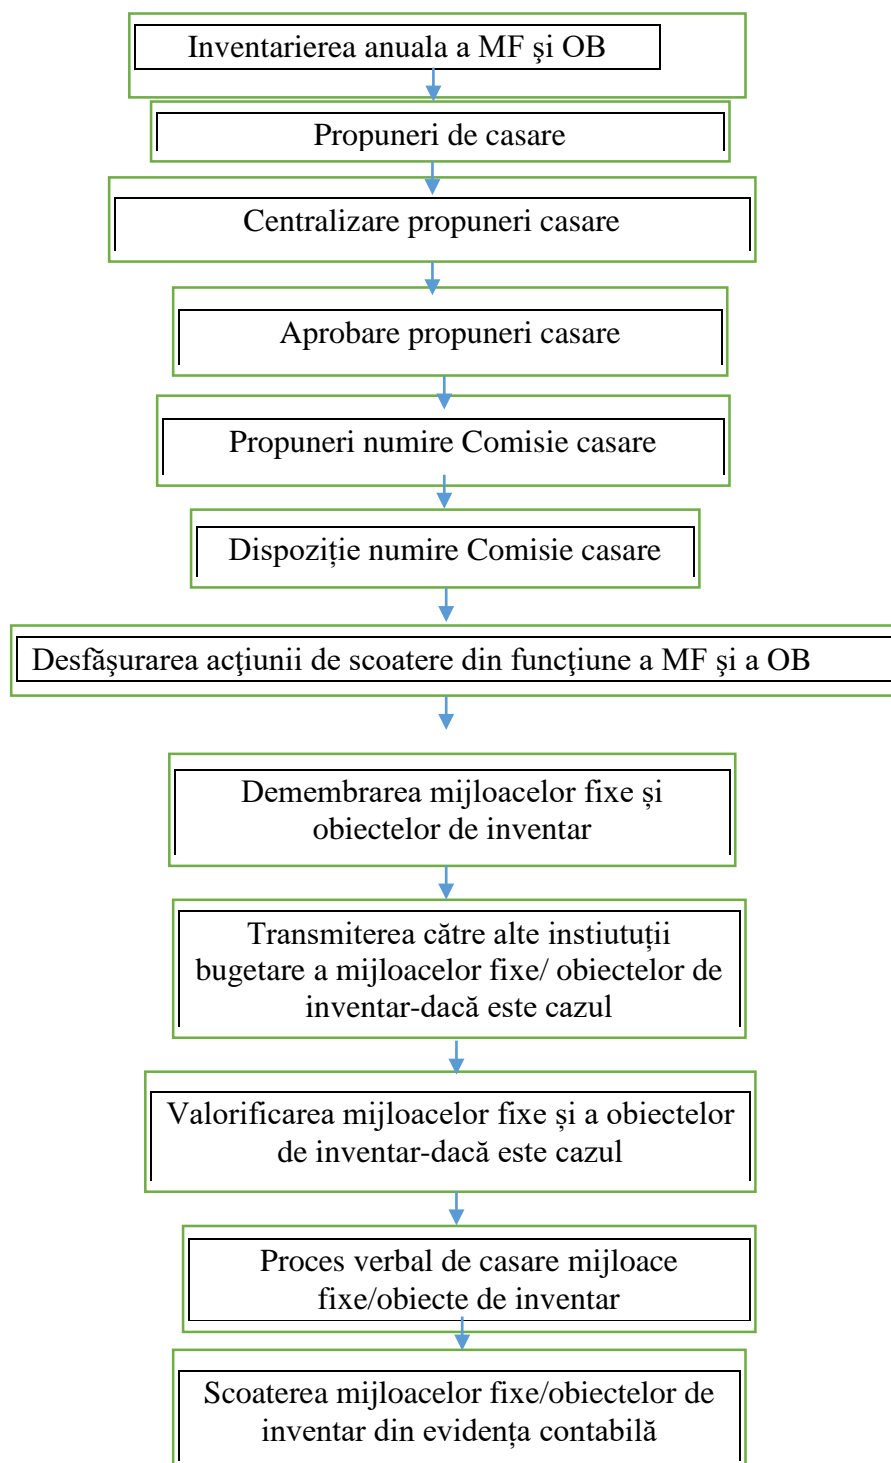 Inventarierea anuala a MF şi OB
Propuneri de casare
Centralizare propuneri casare
Aprobare propuneri casare
Propuneri numire Comisie casare
Dispoziție numire Comisie casare
Desfăşurarea acţiunii de scoatere din funcţiune a MF şi a OB
Demembrarea mijloacelor fixe și
obiectelor de inventar
Transmiterea către alte instiutuții
bugetare a mijloacelor fixe/ obiectelor de
inventar-dacă este cazul
Valorificarea mijloacelor fixe și a obiectelor
de inventar-dacă este cazul
Proces verbal de casare mijloace
fixe/obiecte de inventar
Scoaterea mijloacelor fixe/obiectelor de
inventar din evidența contabilă